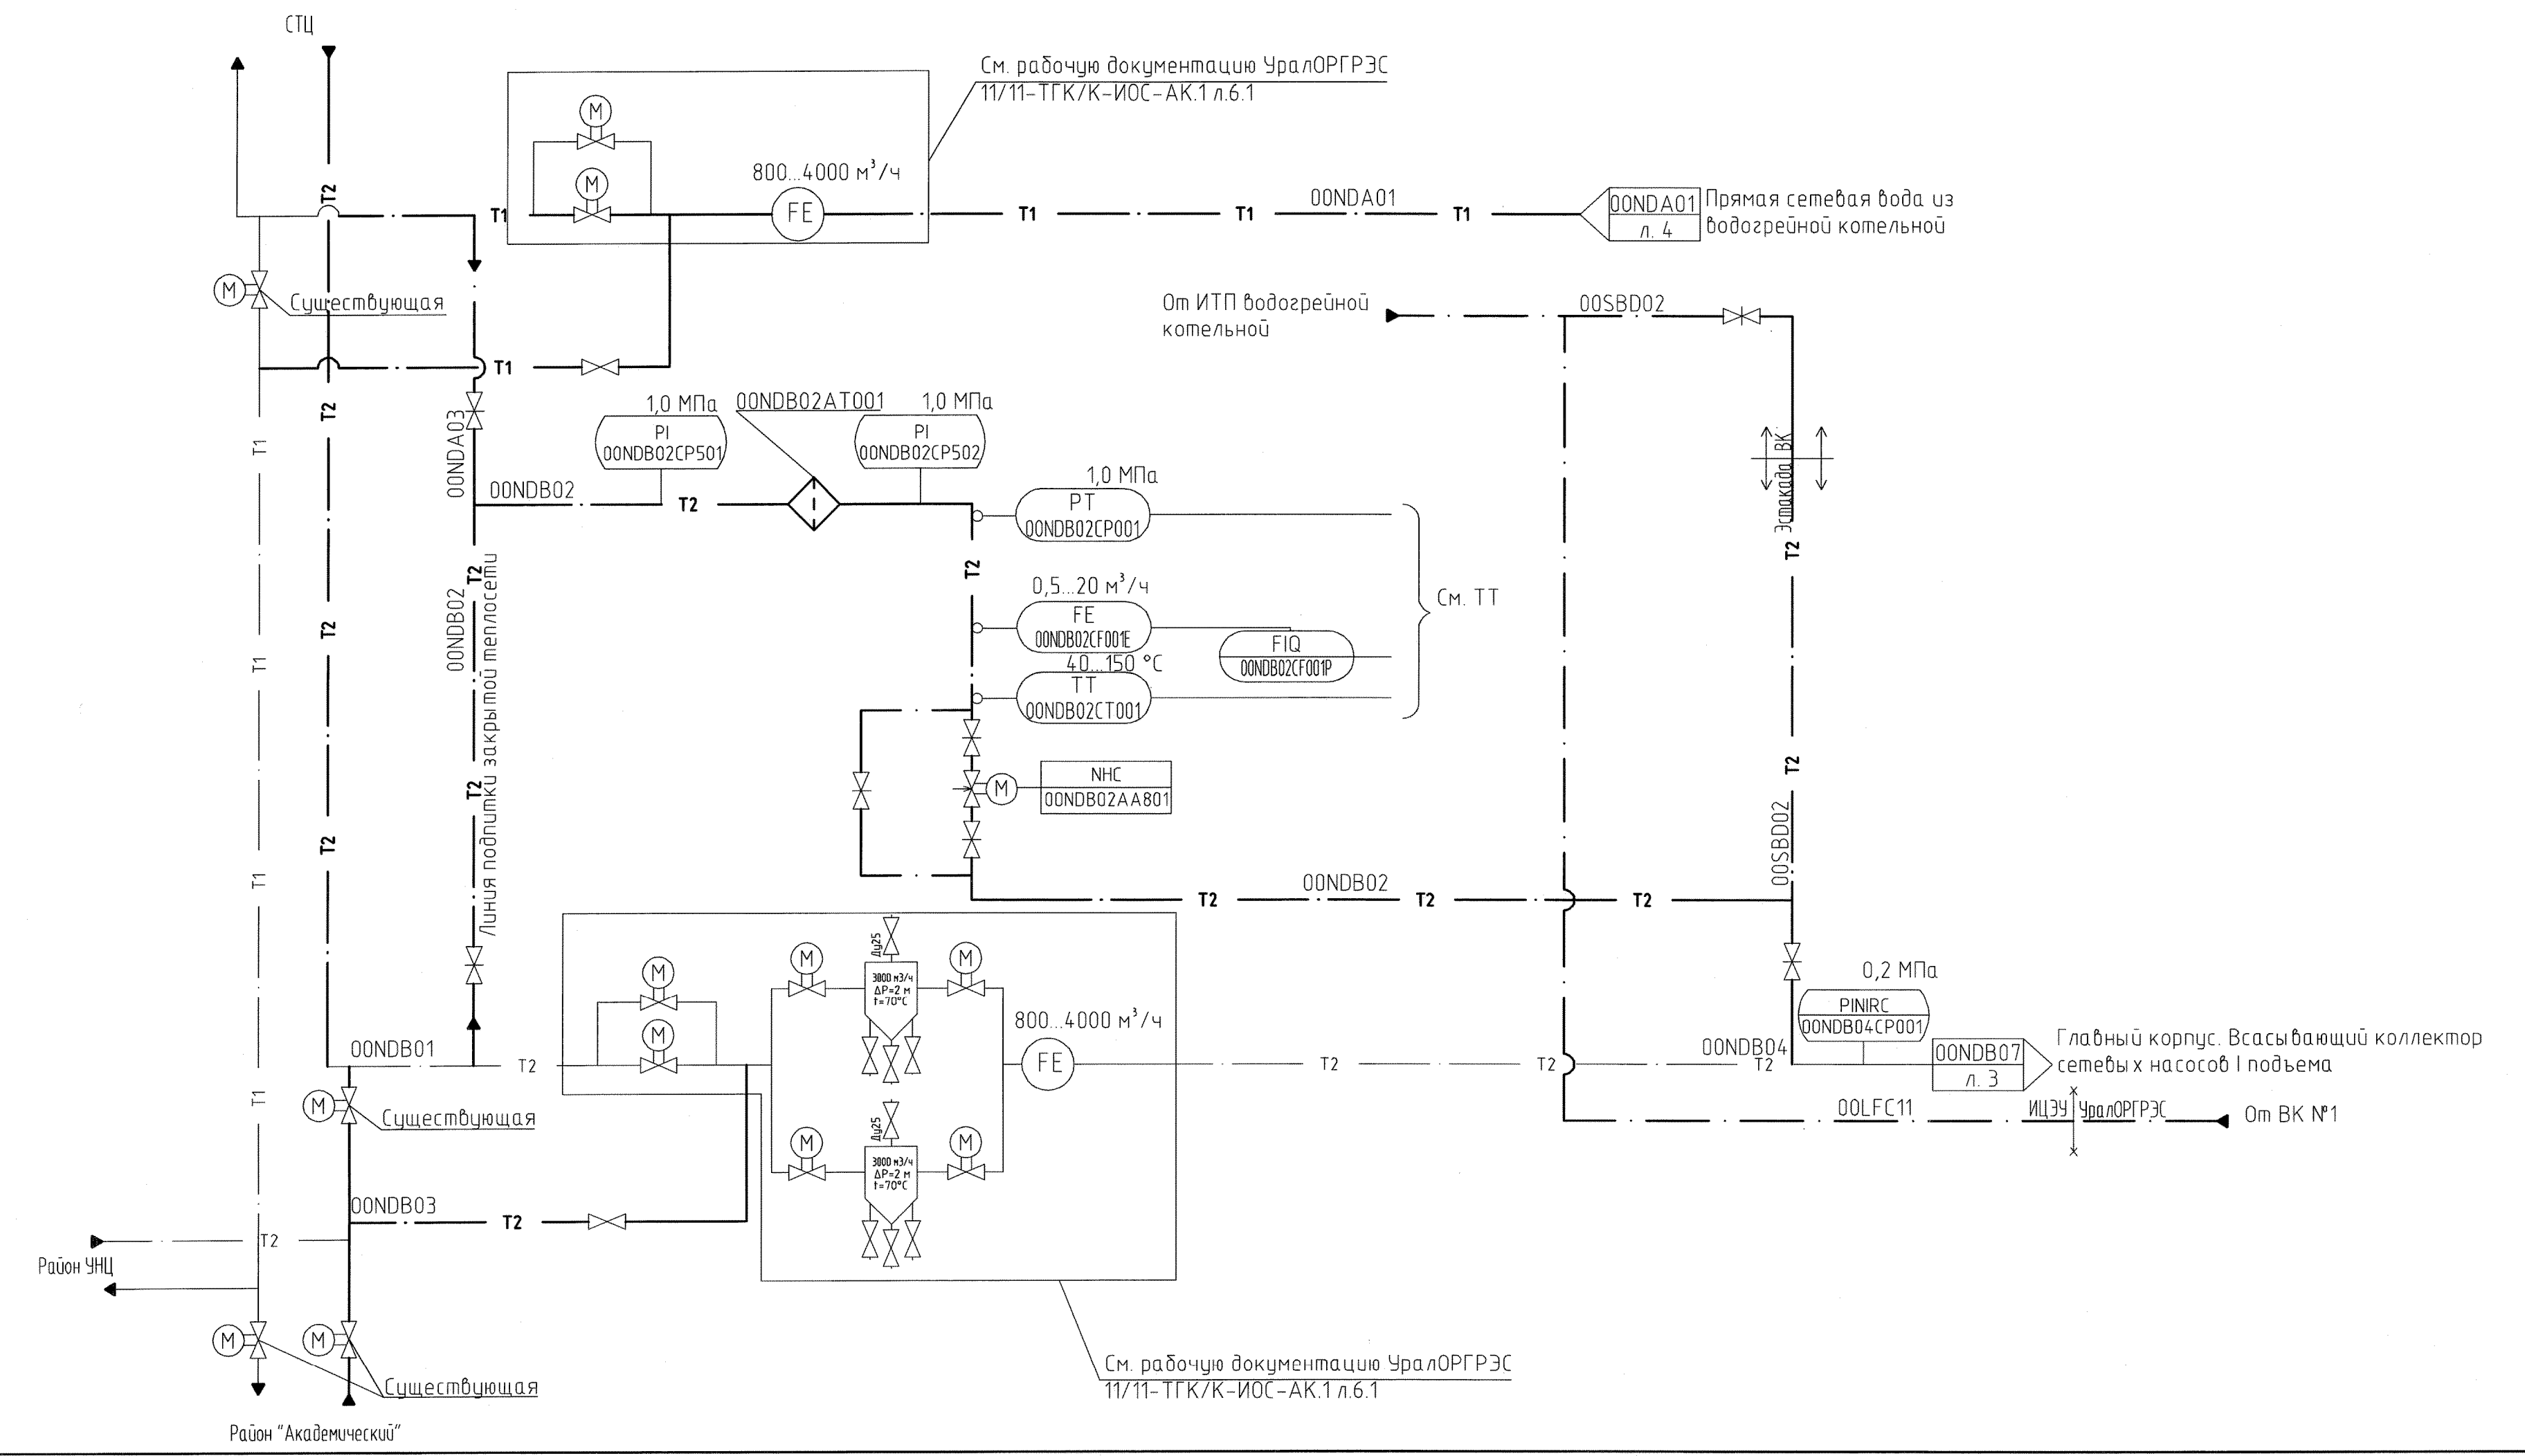 СТЦ
См. рабочую документацию УралОРГРЭС
11/11-ТГК/К-ИОС-АК.1 л.6.1
M
M
800...4000 м³/ч
FE
T2
T1
T1
T1
00NDA01
T1
00NDA01
л. 4
Прямая сетевая вода из
водогрейной котельной
M
Существующая
От ИТП водогрейной
котельной
00SBD02
T1
T2
T1
00NDA03
1,0 МПа
PI
00NDB02CP501
00NDB02AT001
1,0 МПа
PI
00NDB02CP502
00NDB02
T2
1,0 МПа
PT
00NDB02CP001
Эстакада ВК
T2
T2
T2
0,5...20 м³/ч
FE
00NDB02CF001E
FIQ
00NDB02CF001P
См. ТТ
40...150 °C
TT
00NDB02CT001
T2
T1
00NDB02
Линия подпитки закрытой теплосети
T2
T2
M
NHC
00NDB02AA801
T2
T1
00SBD02
T2
00NDB02
T2
T2
Ду25
M
M
M
3000 м3/ч
ΔP=2 м
t=70°C
M
800...4000 м³/ч
FE
0,2 МПа
PINIRC
00NDB04CP001
00NDB01
T2
T2
T2
00NDB04
T2
00NDB07
л. 3
Главный корпус. Всасывающий коллектор
сетевых насосов I подъема
T1
M
Существующая
00LFC11
ИЦЭУ
УралОРГРЭС
От ВК №1
Ду25
M
M
3000 м3/ч
ΔP=2 м
t=70°C
00NDB03
T2
T2
Район УНЦ
M
M
Существующая
См. рабочую документацию УралОРГРЭС
11/11-ТГК/К-ИОС-АК.1 л.6.1
Район "Академический"